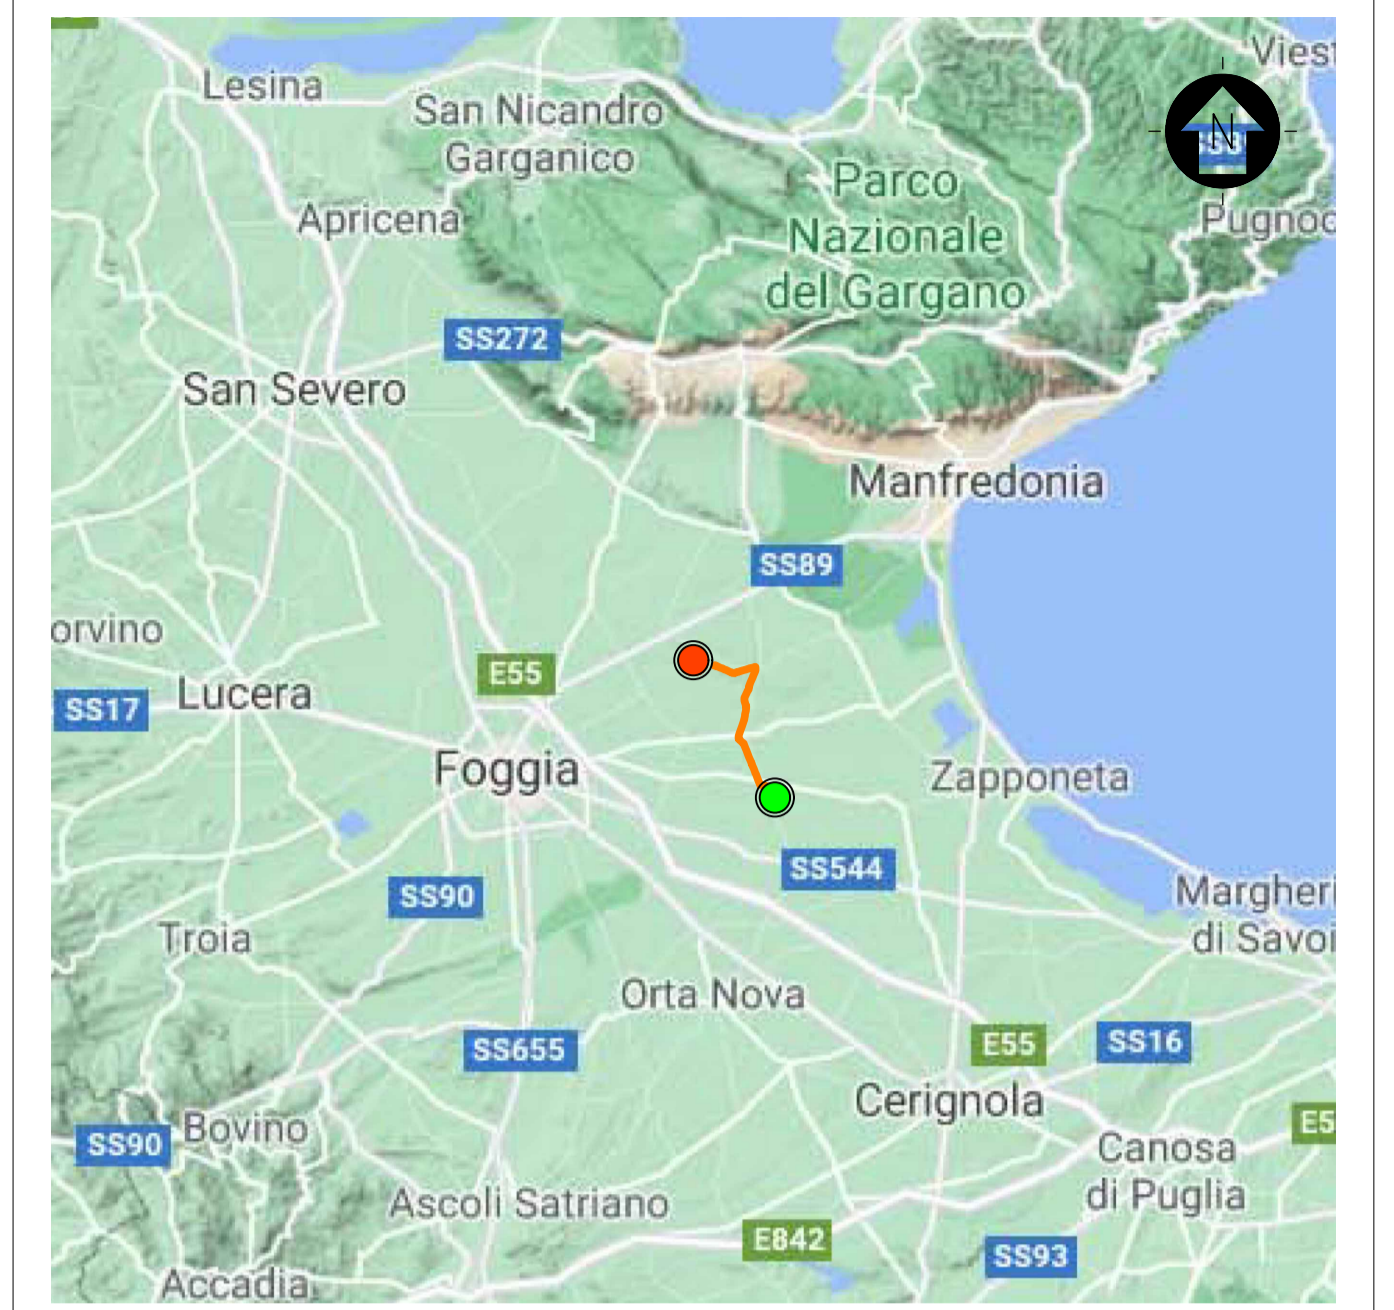 Viest
Lesina
San Nicandro
Garganico
N
Parco
Nazionale
del Gargano
Apricena
Pugnoc
SS272
San Severo
Manfredonia
SS89
orvino
E55
Lucera
SS17
Foggia
Zapponeta
SS544
SS90
Margheri
di Savoi
Troia
Orta Nova
SS655
E55
SS16
Cerignola
E5
Bovino
SS90
Canosa
di Puglia
Ascoli Satriano
E842
SS93
Accadia